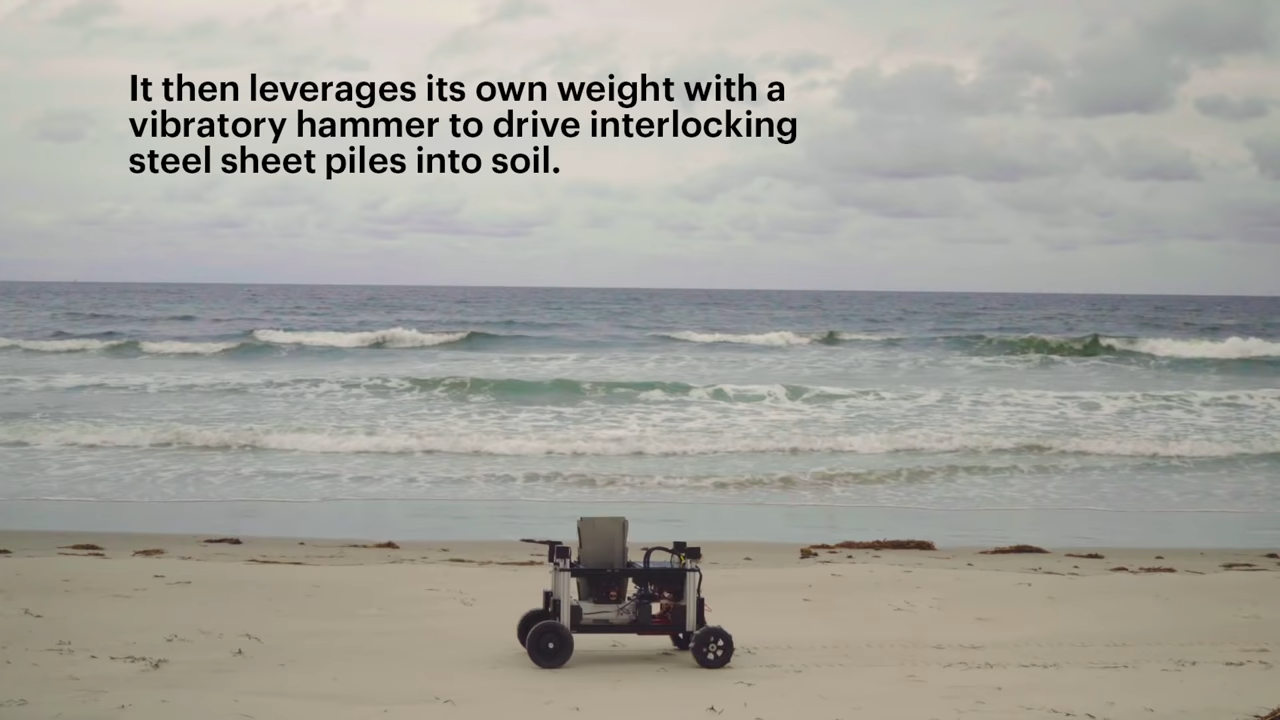 It then leverages its own weight with a
vibratory hammer to drive interlocking
steel sheet piles into soil.